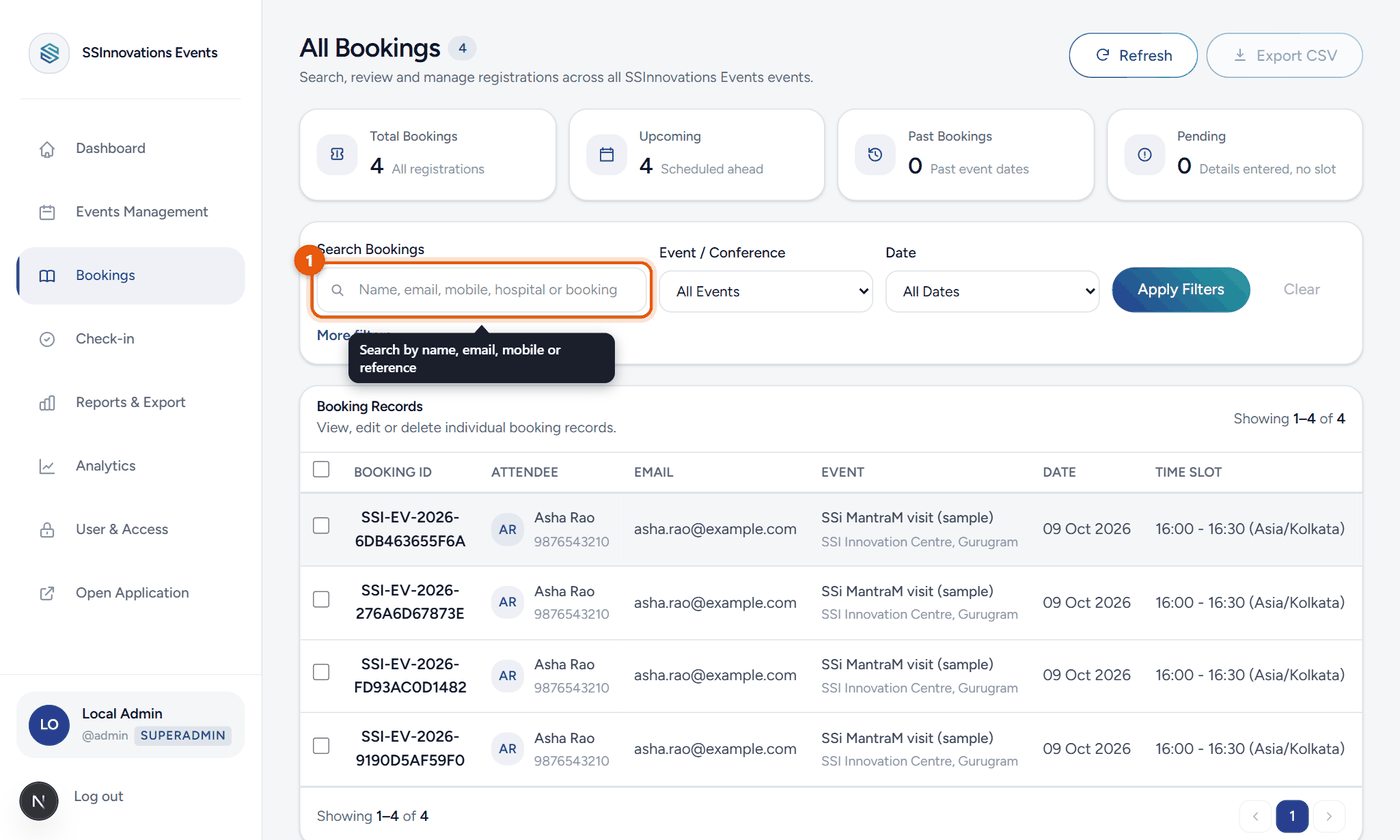 SSInnovations Events
Dashboard
Events Management
Bookings
Check-in
Reports & Export
Analytics
User & Access
Open Application
LO
Local Admin
@admin SUPERADMIN
N
Log out
All Bookings 4
Search, review and manage registrations across all SSInnovations Events events.
Refresh
Export CSV
Total Bookings
4 All registrations
Upcoming
4 Scheduled ahead
Past Bookings
0 Past event dates
Pending
0 Details entered, no slot
1
Search Bookings
Name, email, mobile, hospital or booking
More
Search by name, email, mobile or
reference
Event / Conference
All Events
Date
All Dates
Apply Filters
Clear
Booking Records
View, edit or delete individual booking records.
Showing 1–4 of 4
BOOKING ID ATTENDEE EMAIL EVENT DATE TIME SLOT
SSI-EV-2026-
6DB463655F6A
AR
Asha Rao
9876543210
asha.rao@example.com
SSi MantraM visit (sample)
SSI Innovation Centre, Gurugram
09 Oct 2026
16:00 - 16:30 (Asia/Kolkata)
SSI-EV-2026-
276A6D67873E
AR
Asha Rao
9876543210
asha.rao@example.com
SSi MantraM visit (sample)
SSI Innovation Centre, Gurugram
09 Oct 2026
16:00 - 16:30 (Asia/Kolkata)
SSI-EV-2026-
FD93AC0D1482
AR
Asha Rao
9876543210
asha.rao@example.com
SSi MantraM visit (sample)
SSI Innovation Centre, Gurugram
09 Oct 2026
16:00 - 16:30 (Asia/Kolkata)
SSI-EV-2026-
9190D5AF59F0
AR
Asha Rao
9876543210
asha.rao@example.com
SSi MantraM visit (sample)
SSI Innovation Centre, Gurugram
09 Oct 2026
16:00 - 16:30 (Asia/Kolkata)
Showing 1–4 of 4
1